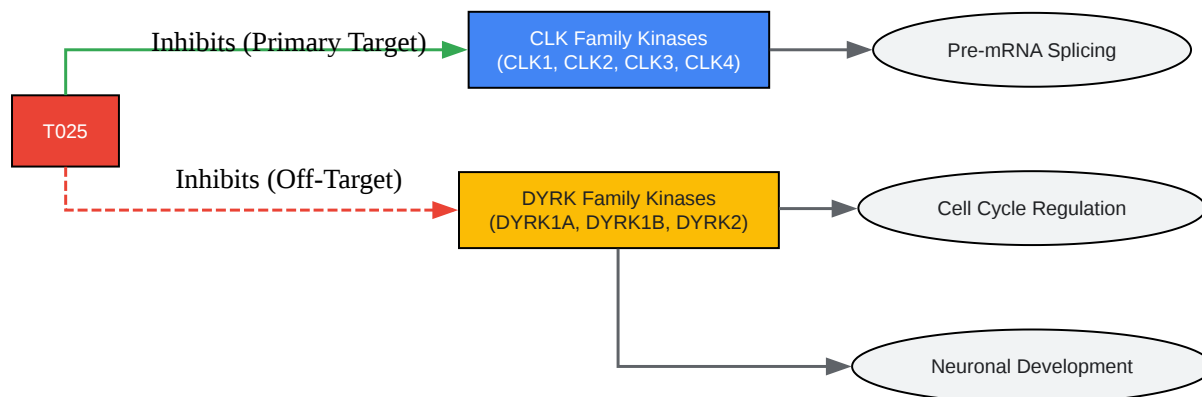 Inhibits (Primary Target)
CLK Family Kinases
(CLK1, CLK2, CLK3, CLK4)
Pre-mRNA Splicing
T025
Inhibits (Off-Target)
DYRK Family Kinases
(DYRK1A, DYRK1B, DYRK2)
Cell Cycle Regulation
Neuronal Development